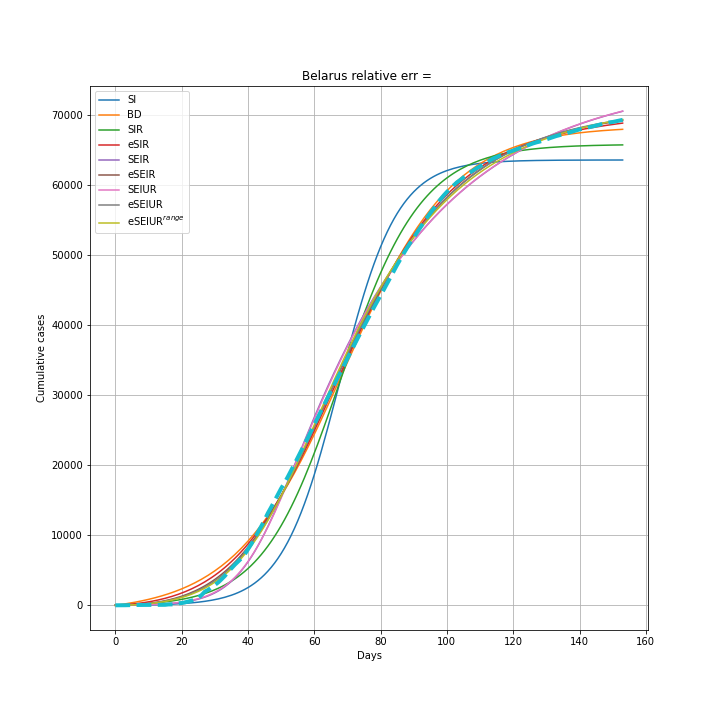 Belarus relative err =
SI
BD
SIR
eSIR
SEIR
eSEIR
SEIUR
eSEIUR
eSEIUR^range
70000
60000
50000
40000
30000
20000
10000
0
Cumulative cases
0 20 40 60 80 100 120 140 160
Days